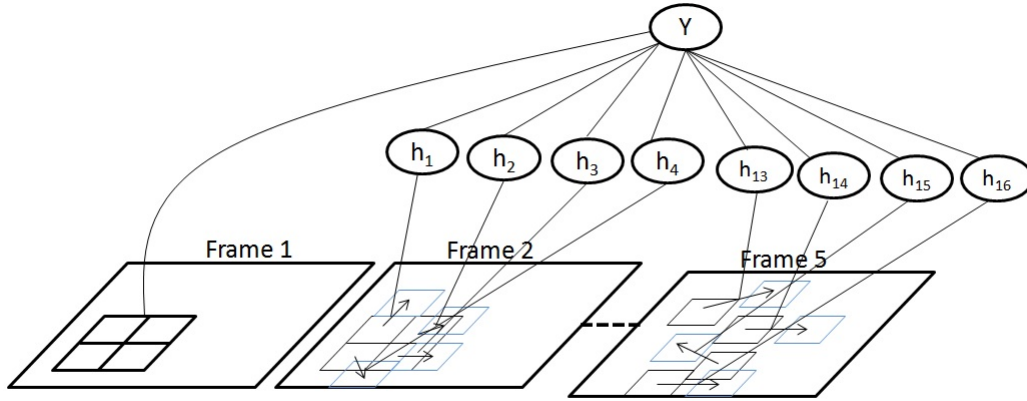 Y
h₁ h₂ h₃ h₄ h₁₃ h₁₄ h₁₅ h₁₆
Frame 1 Frame 2 Frame 5